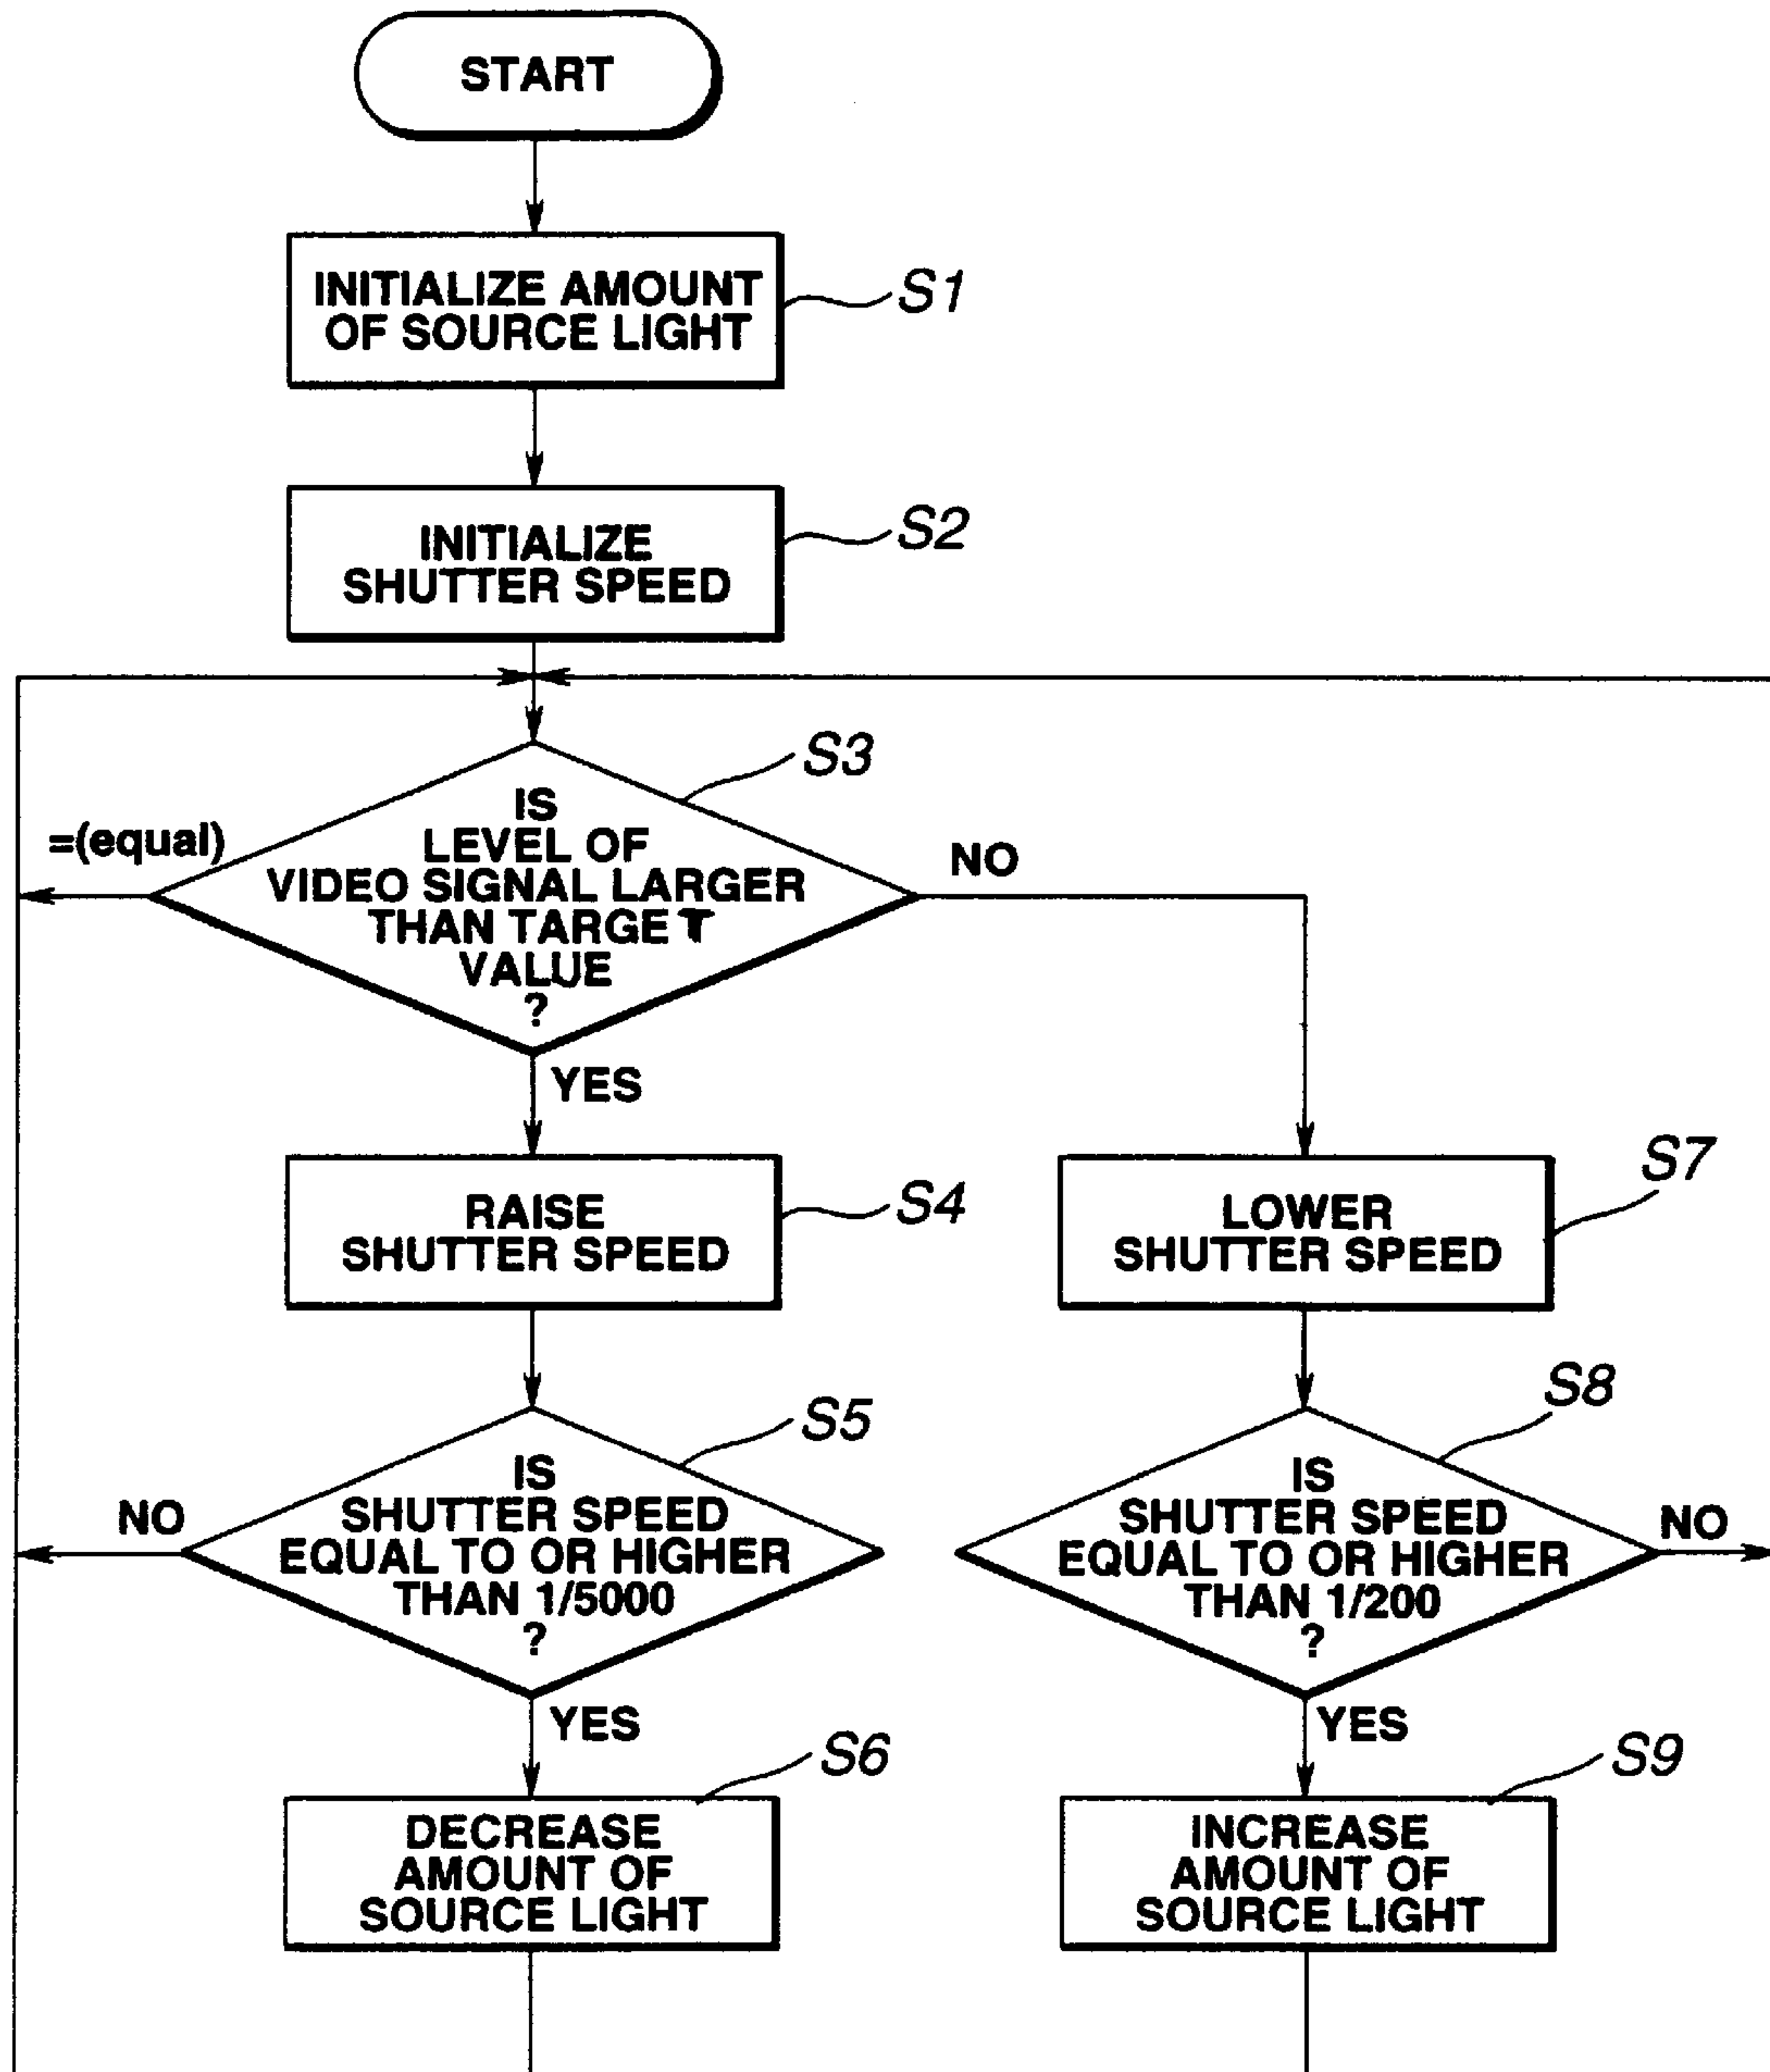 START
INITIALIZE AMOUNT
OF SOURCE LIGHT
S1
INITIALIZE
SHUTTER SPEED
S2
S3
IS
LEVEL OF
VIDEO SIGNAL LARGER
THAN TARGET
VALUE
?
=(equal)
NO
YES
RAISE
SHUTTER SPEED
S4
LOWER
SHUTTER SPEED
S7
S5
IS
SHUTTER SPEED
EQUAL TO OR HIGHER
THAN 1/5000
?
NO
YES
S8
IS
SHUTTER SPEED
EQUAL TO OR HIGHER
THAN 1/200
?
NO
YES
S6
DECREASE
AMOUNT OF
SOURCE LIGHT
S9
INCREASE
AMOUNT OF
SOURCE LIGHT